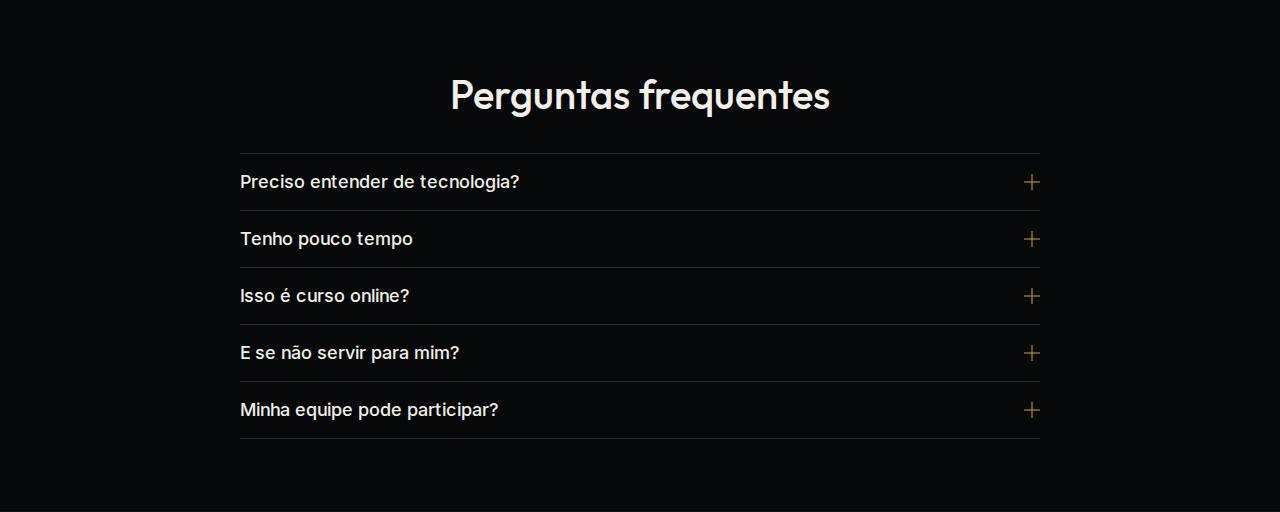 Perguntas frequentes
Preciso entender de tecnologia?
Tenho pouco tempo
Isso é curso online?
E se não servir para mim?
Minha equipe pode participar?